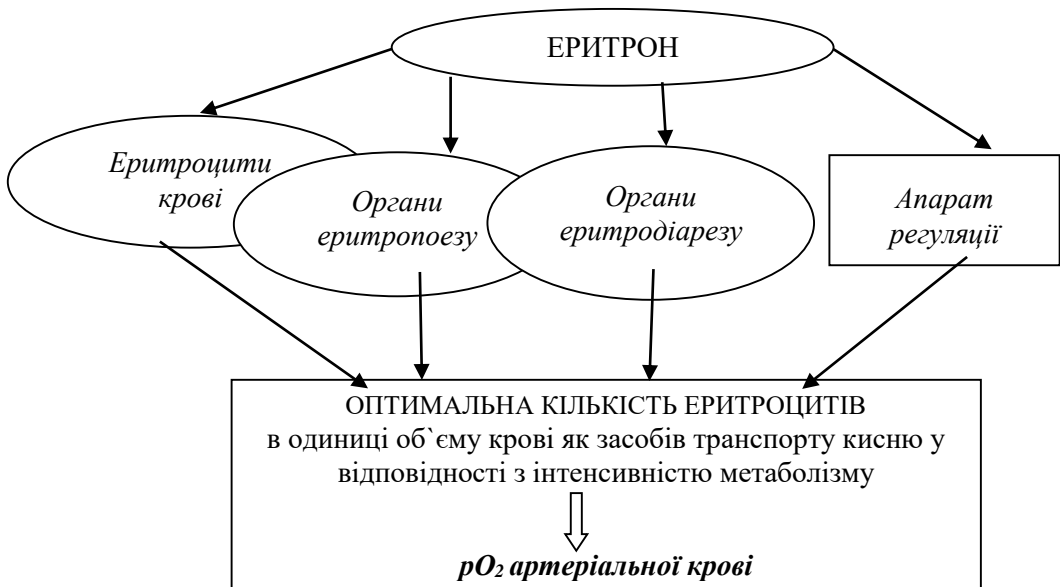 ЕРИТРОН
Еритроцити
крові
Органи
еритропоезу
Органи
еритродіарезу
Апарат
регуляції
ОПТИМАЛЬНА КІЛЬКІСТЬ ЕРИТРОЦИТІВ
в одиниці об`єму крові як засобів транспорту кисню у
відповідності з інтенсивністю метаболізму
рО₂ артеріальної крові